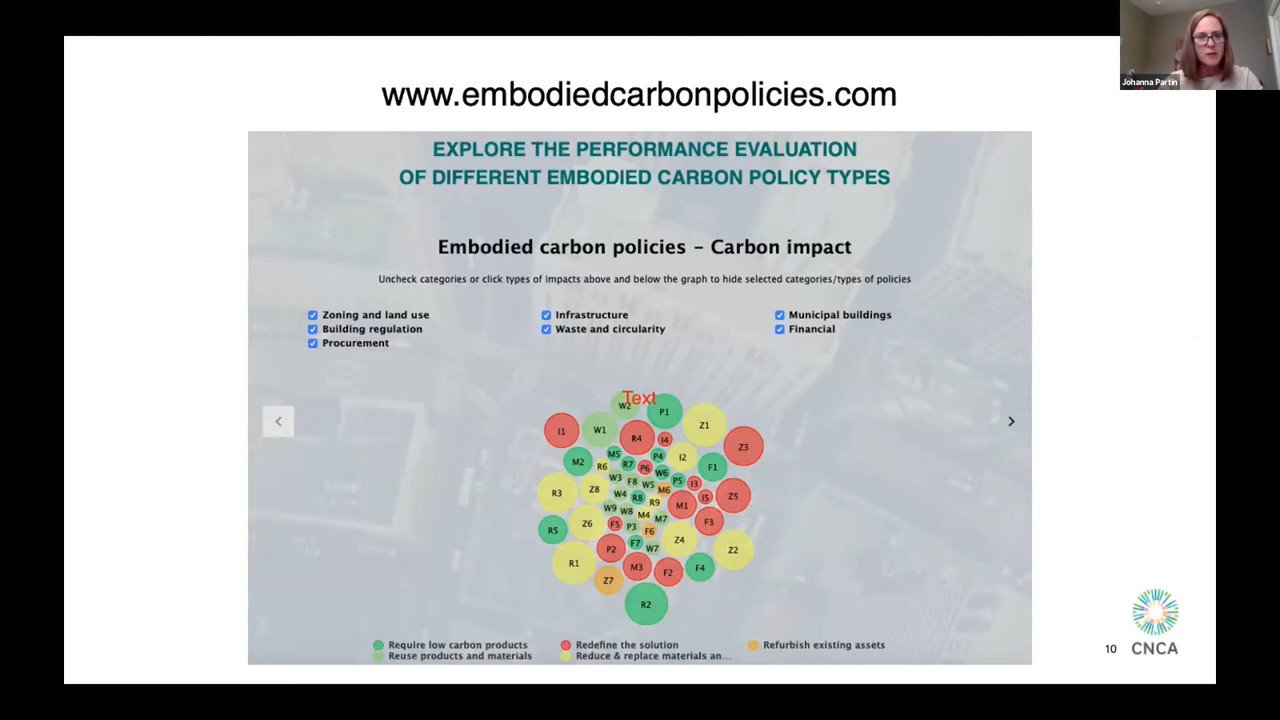 Johanna Partin
www.embodiedcarbonpolicies.com
EXPLORE THE PERFORMANCE EVALUATION
OF DIFFERENT EMBODIED CARBON POLICY TYPES
Embodied carbon policies – Carbon impact
Uncheck categories or click types of impacts above and below the graph to hide selected categories/types of policies
Zoning and land use
Infrastructure
Municipal buildings
Building regulation
Waste and circularity
Financial
Procurement
Text
W2 P1
I1 W1 R4 I4 Z1 Z3
M2 R6 M5 R7 P6 P4 W6 I2 F1
R3 Z8 W3 F8 W5 M6 P5 I3
W4 R8 R9 M1 I5 Z5
R5 Z6 W9 W8 M4 M7 F3
F5 P3 F6
R1 P2 F7 W7 Z4 Z2
Z7 M3 F2 F4
R2
Require low carbon products
Redefine the solution
Refurbish existing assets
Reuse products and materials
Reduce & replace materials an...
10
CNCA